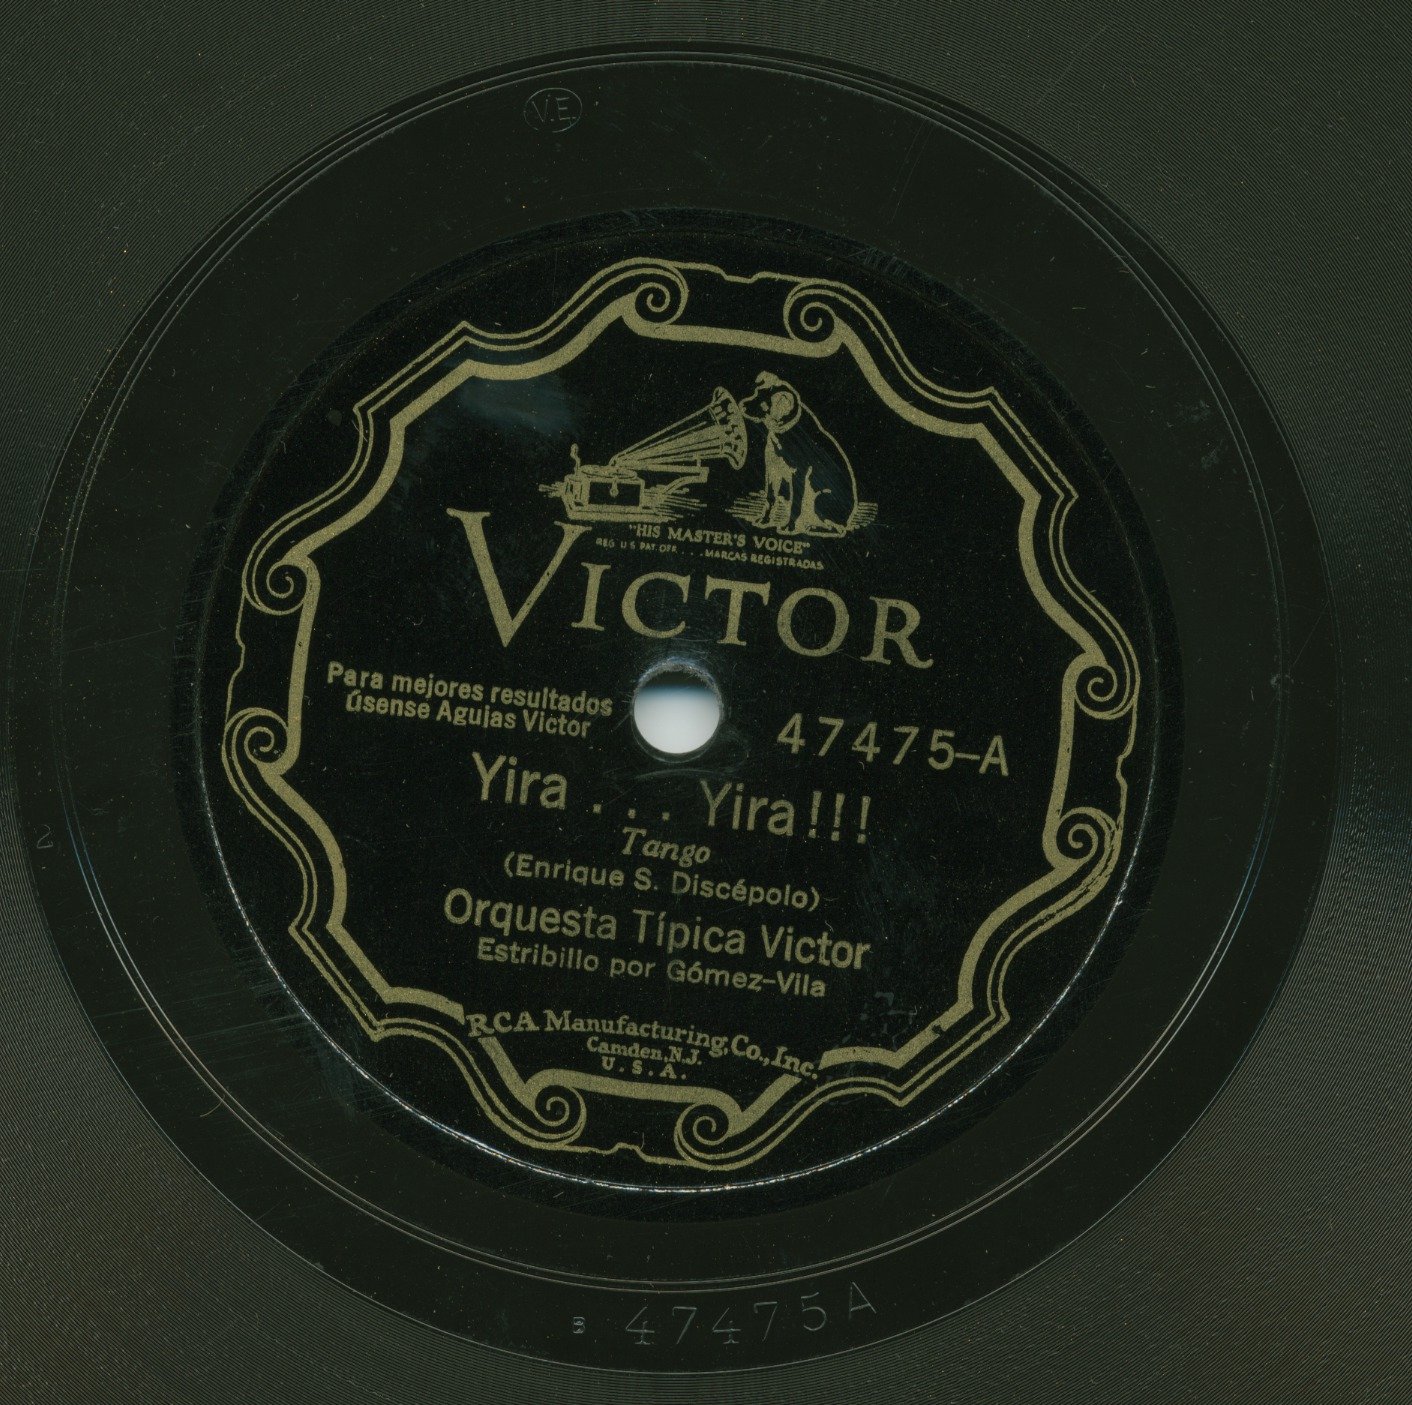 V.E.
"HIS MASTER'S VOICE"
REG. U S PAT. OFF. . . . MARCAS REGISTRADAS
VICTOR
Para mejores resultados
úsense Agujas Victor
47475–A
Yira . . . Yira!!!
Tango
(Enrique S. Discépolo)
Orquesta Típica Victor
Estribillo por Gómez–Vila
RCA Manufacturing,Co.,Inc.
Camden,N.J.
U.S.A.
2
B 47475A